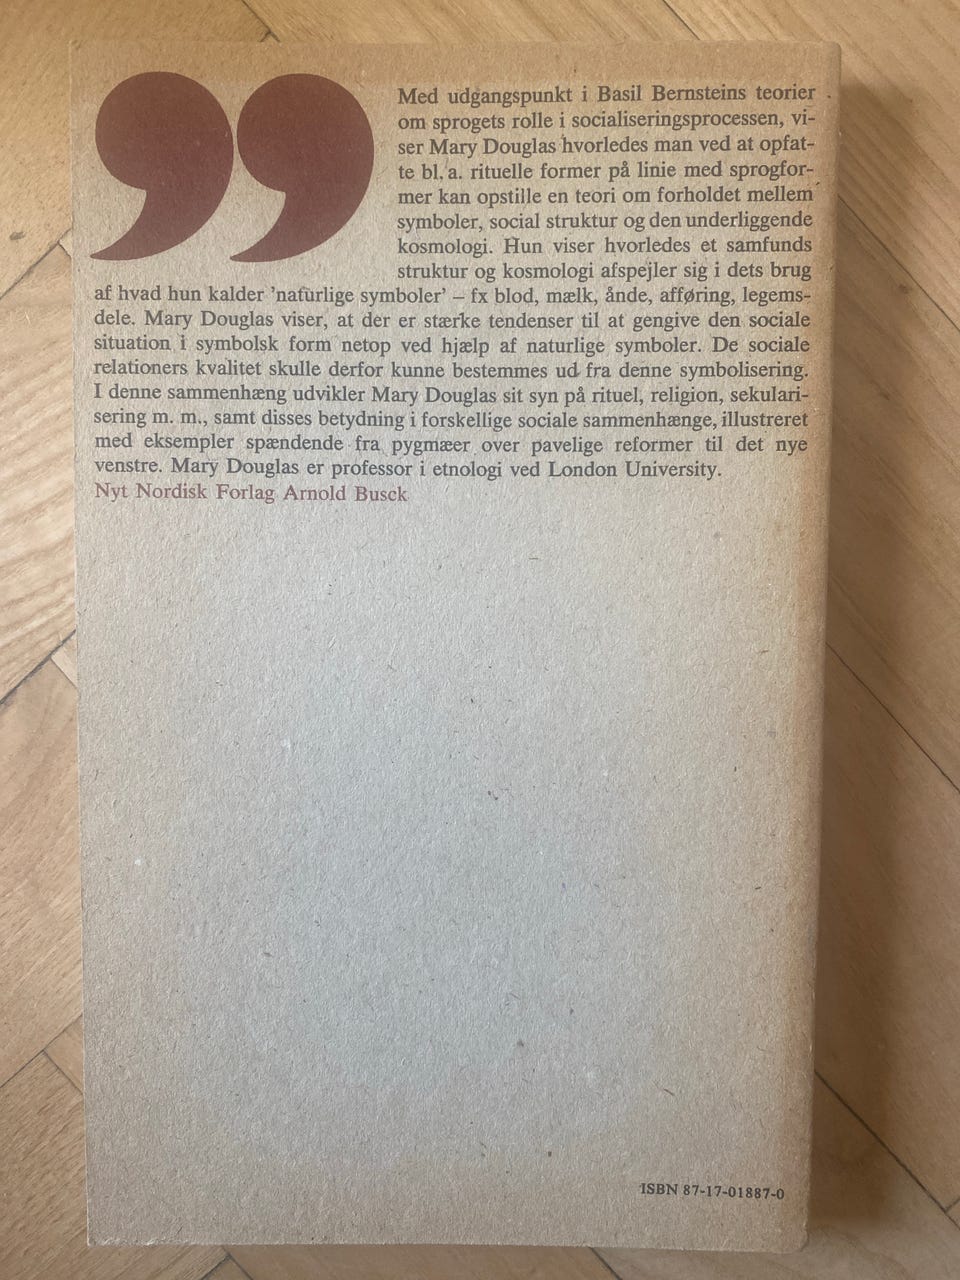 Med udgangspunkt i Basil Bernsteins teorier
om sprogets rolle i socialiseringsprocessen, vi-
ser Mary Douglas hvorledes man ved at opfat-
te bl. a. rituelle former på linie med sprogfor-
mer kan opstille en teori om forholdet mellem
symboler, social struktur og den underliggende
kosmologi. Hun viser hvorledes et samfunds
struktur og kosmologi afspejler sig i dets brug
af hvad hun kalder 'naturlige symboler' – fx blod, mælk, ånde, afføring, legems-
dele. Mary Douglas viser, at der er stærke tendenser til at gengive den sociale
situation i symbolsk form netop ved hjælp af naturlige symboler. De sociale
relationers kvalitet skulle derfor kunne bestemmes ud fra denne symbolisering.
I denne sammenhæng udvikler Mary Douglas sit syn på rituel, religion, sekulari-
sering m. m., samt disses betydning i forskellige sociale sammenhænge, illustreret
med eksempler spændende fra pygmæer over pavelige reformer til det nye
venstre. Mary Douglas er professor i etnologi ved London University.
Nyt Nordisk Forlag Arnold Busck
ISBN 87-17-01887-0